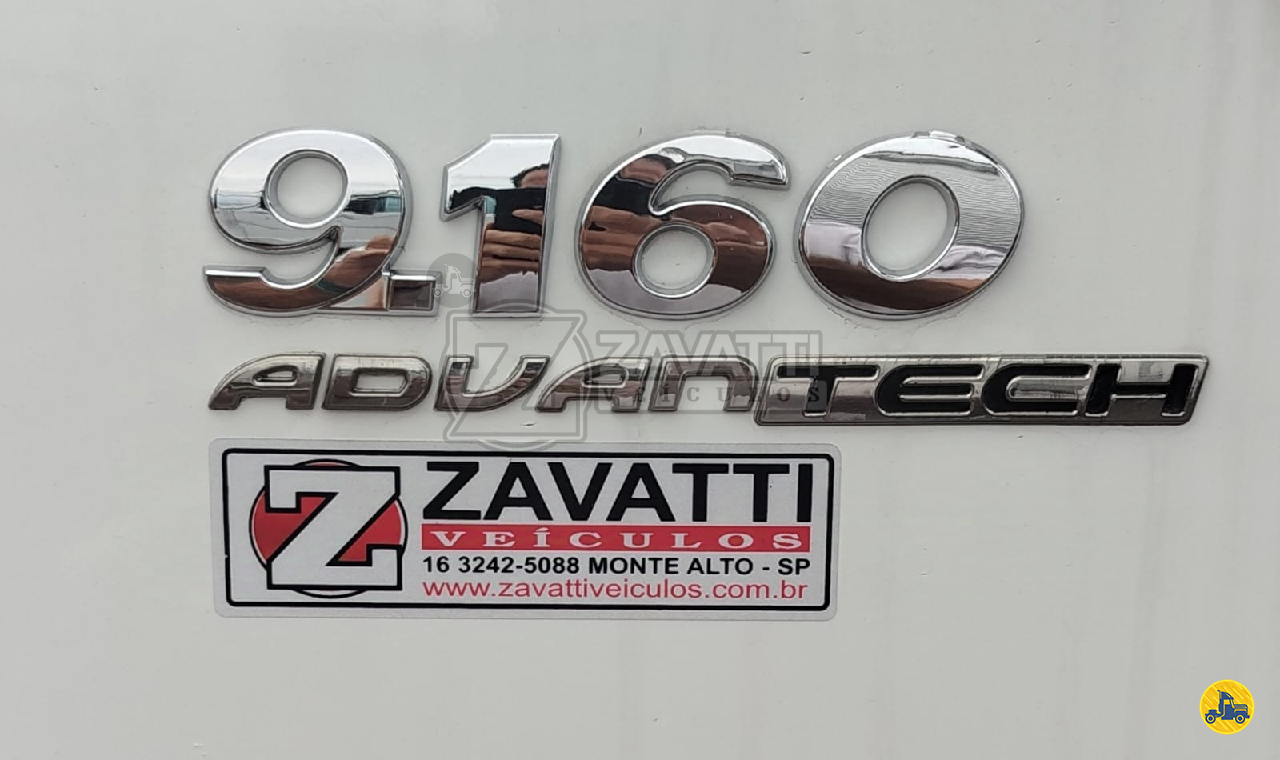 9.160
ADVANTECH
ZAVATTI
VEÍCULOS
Z
ZAVATTI
VEÍCULOS
16 3242-5088 MONTE ALTO - SP
www.zavattiveiculos.com.br